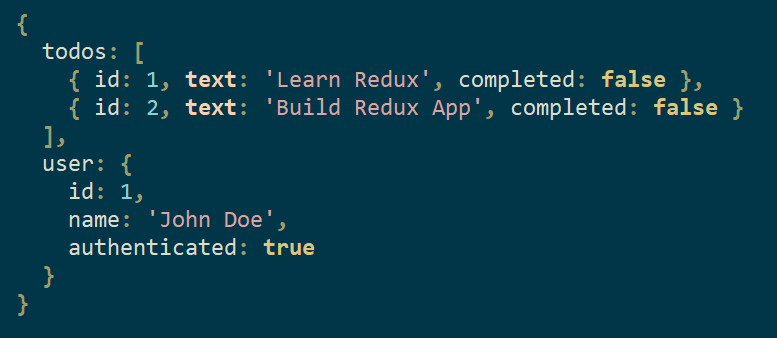 {
  todos: [
    { id: 1, text: 'Learn Redux', completed: false },
    { id: 2, text: 'Build Redux App', completed: false }
  ],
  user: {
    id: 1,
    name: 'John Doe',
    authenticated: true
  }
}